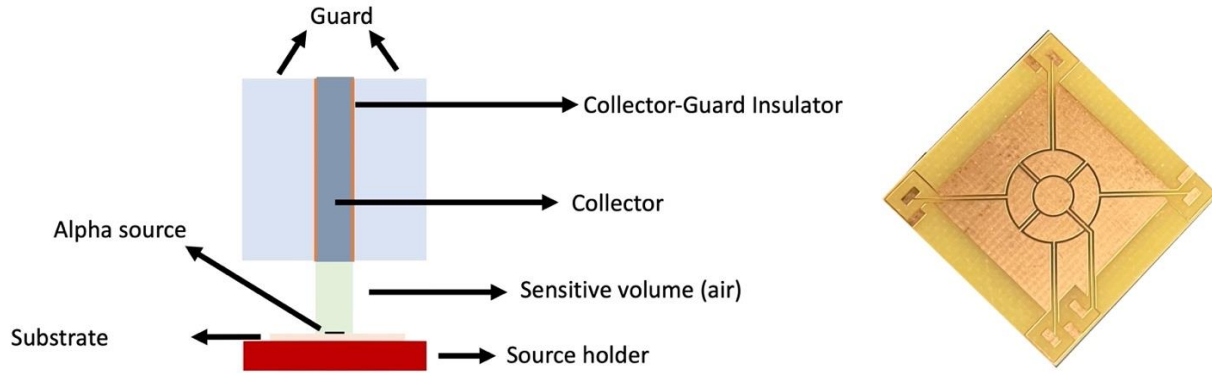 Guard
Collector-Guard Insulator
Collector
Alpha source
Sensitive volume (air)
Substrate
Source holder